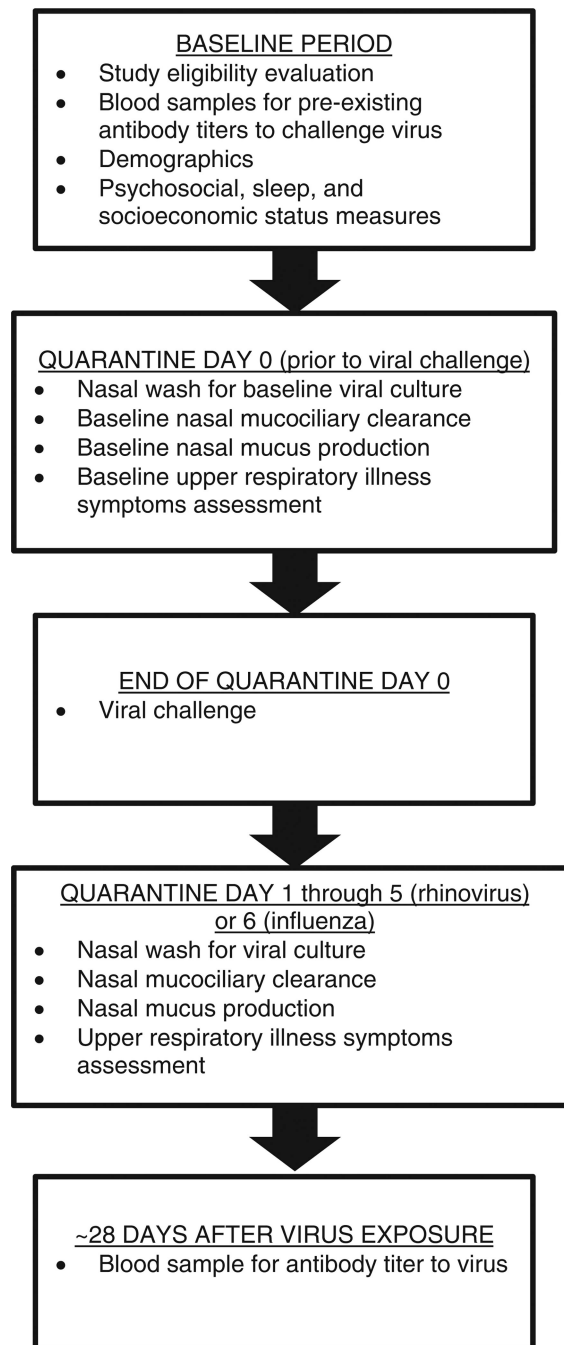 BASELINE PERIOD
• Study eligibility evaluation
• Blood samples for pre-existing
antibody titers to challenge virus
• Demographics
• Psychosocial, sleep, and
socioeconomic status measures
QUARANTINE DAY 0 (prior to viral challenge)
• Nasal wash for baseline viral culture
• Baseline nasal mucociliary clearance
• Baseline nasal mucus production
• Baseline upper respiratory illness
symptoms assessment
END OF QUARANTINE DAY 0
• Viral challenge
QUARANTINE DAY 1 through 5 (rhinovirus)
or 6 (influenza)
• Nasal wash for viral culture
• Nasal mucociliary clearance
• Nasal mucus production
• Upper respiratory illness symptoms
assessment
~28 DAYS AFTER VIRUS EXPOSURE
• Blood sample for antibody titer to virus